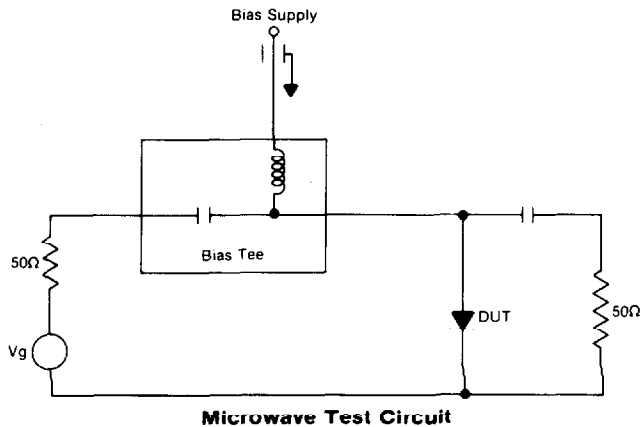 Bias Supply
50Ω
Bias Tee
DUT
50Ω
Vg
Microwave Test Circuit